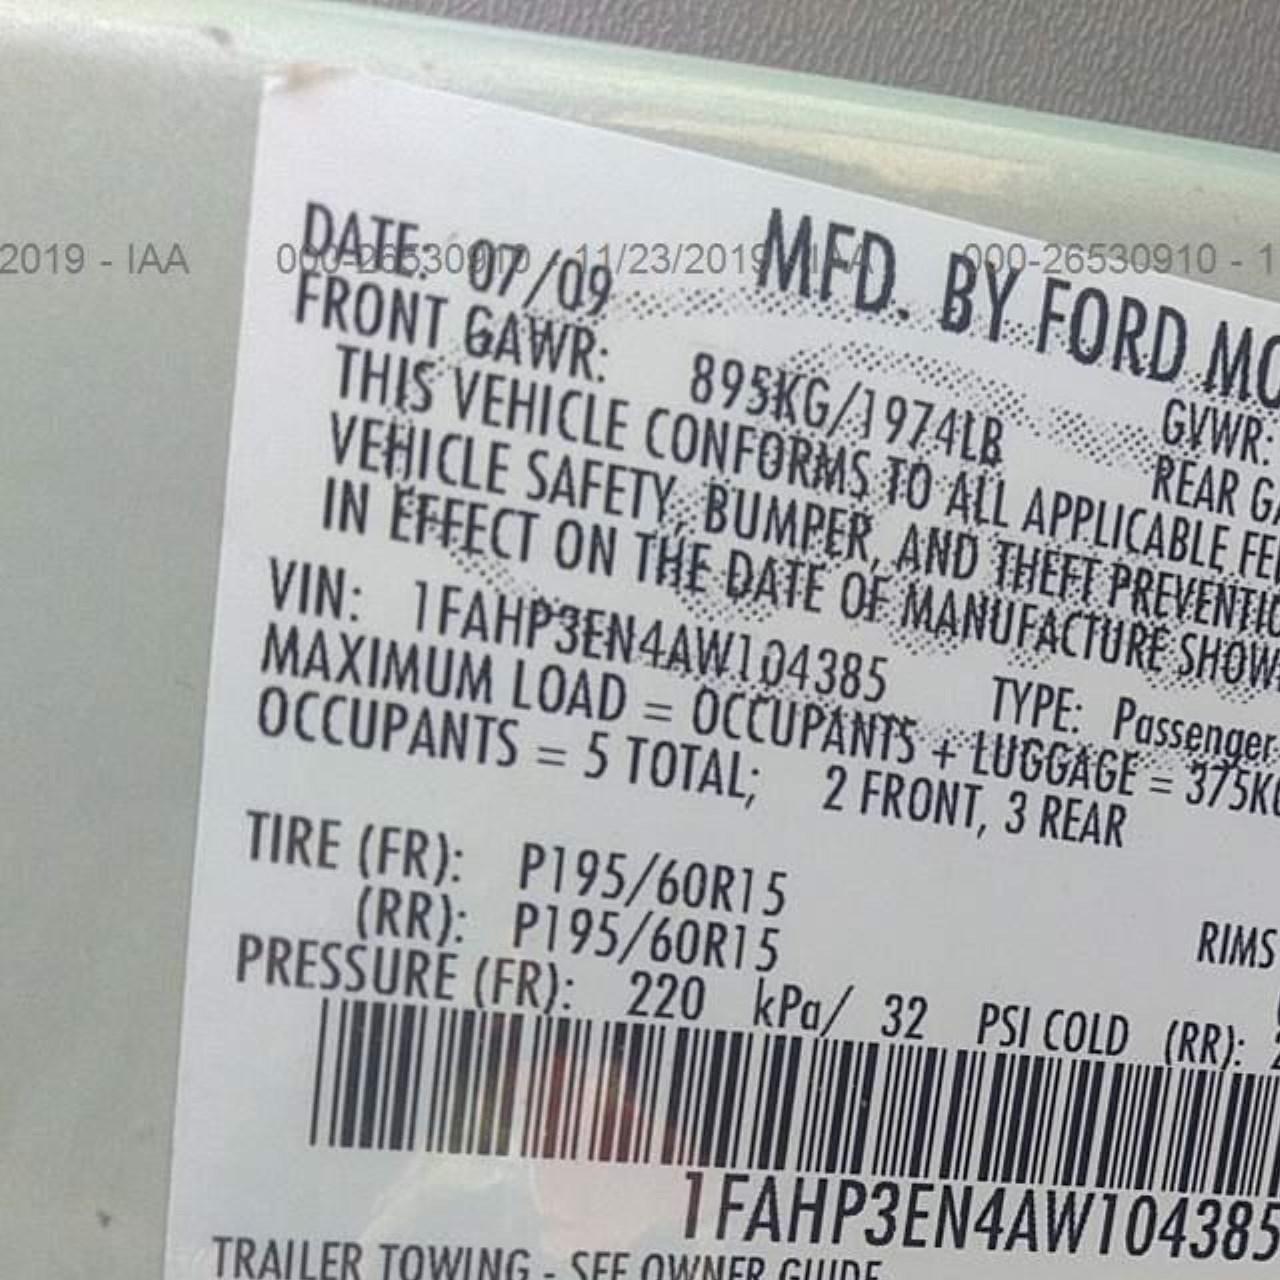 2019 - IAA 000-26530910 - 11/23/2019 - IAA 000-26530910 - 1
MFD. BY FORD MO
DATE: 07/09
GVWR:
FRONT GAWR: 895KG/1974LB REAR GA
THIS VEHICLE CONFORMS TO ALL APPLICABLE FE
VEHICLE SAFETY, BUMPER, AND THEFT PREVENTIO
IN EFFECT ON THE DATE OF MANUFACTURE SHOW
VIN: 1FAHP3EN4AW104385 TYPE: Passenger
MAXIMUM LOAD = OCCUPANTS + LUGGAGE = 375KG
OCCUPANTS = 5 TOTAL; 2 FRONT, 3 REAR
TIRE (FR): P195/60R15
(RR): P195/60R15 RIMS
PRESSURE (FR): 220 kPa/ 32 PSI COLD (RR): 2
1FAHP3EN4AW104385
TRAILER TOWING - SEE OWNER GUIDE